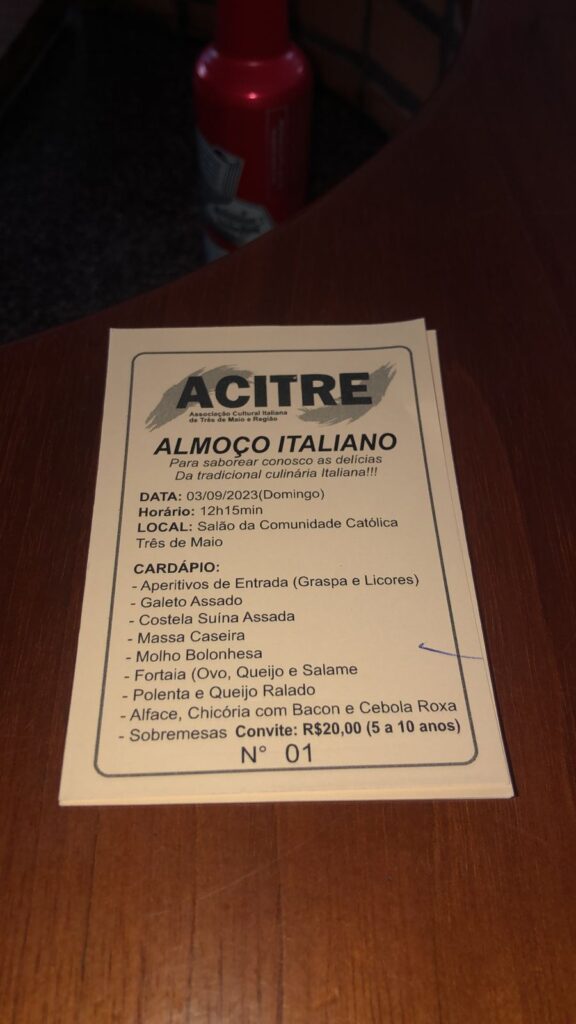 ACITRE
Associação Cultural Italiana
de Três de Maio e Região
ALMOÇO ITALIANO
Para saborear conosco as delícias
Da tradicional culinária Italiana!!!
DATA: 03/09/2023(Domingo)
Horário: 12h15min
LOCAL: Salão da Comunidade Católica
Três de Maio
CARDÁPIO:
- Aperitivos de Entrada (Graspa e Licores)
- Galeto Assado
- Costela Suína Assada
- Massa Caseira
- Molho Bolonhesa
- Fortaia (Ovo, Queijo e Salame
- Polenta e Queijo Ralado
- Alface, Chicória com Bacon e Cebola Roxa
- Sobremesas Convite: R$20,00 (5 a 10 anos)
N° 01